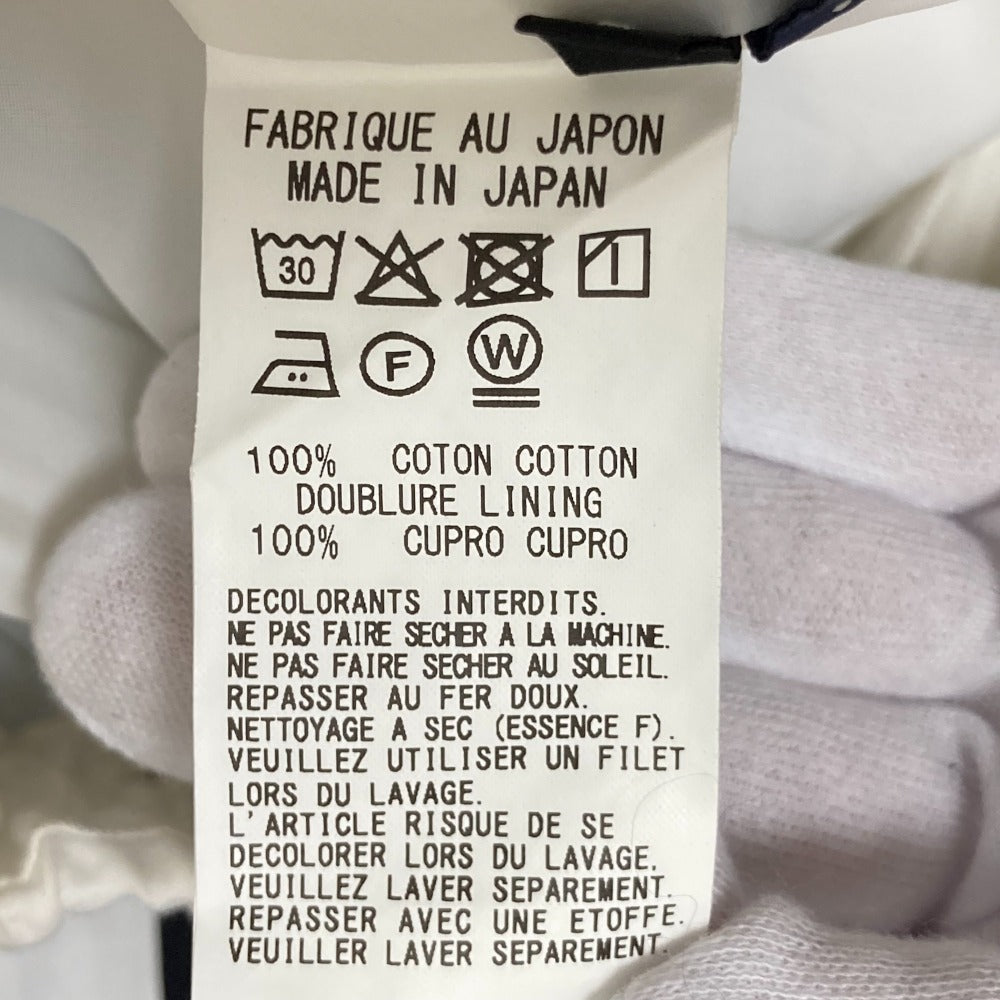 FABRIQUE AU JAPON
MADE IN JAPAN
30
F
W
100% COTON COTTON
DOUBLURE LINING
100% CUPRO CUPRO
DECOLORANTS INTERDITS.
NE PAS FAIRE SECHER A LA MACHINE.
NE PAS FAIRE SECHER AU SOLEIL.
REPASSER AU FER DOUX.
NETTOYAGE A SEC (ESSENCE F).
VEUILLEZ UTILISER UN FILET
LORS DU LAVAGE.
L'ARTICLE RISQUE DE SE
DECOLORER LORS DU LAVAGE.
VEUILLEZ LAVER SEPAREMENT.
REPASSER AVEC UNE ETOFFE.
VEUILLER LAVER SEPAREMENT.